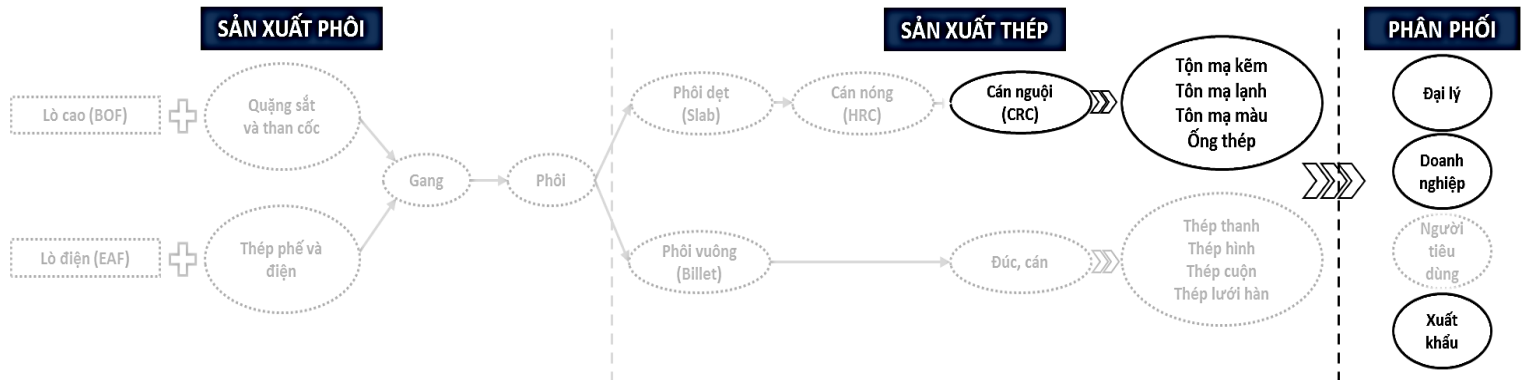 SẢN XUẤT PHÔI
SẢN XUẤT THÉP
PHÂN PHỐI
Lò cao (BOF)
Quặng sắt
và than cốc
Lò điện (EAF)
Thép phế và
điện
Gang
Phôi
Phôi dẹt
(Slab)
Cán nóng
(HRC)
Cán nguội
(CRC)
Tộn mạ kẽm
Tôn mạ lạnh
Tôn mạ màu
Ống thép
Phôi vuông
(Billet)
Đúc, cán
Thép thanh
Thép hình
Thép cuộn
Thép lưới hàn
Đại lý
Doanh
nghiệp
Người
tiêu
dùng
Xuất
khẩu